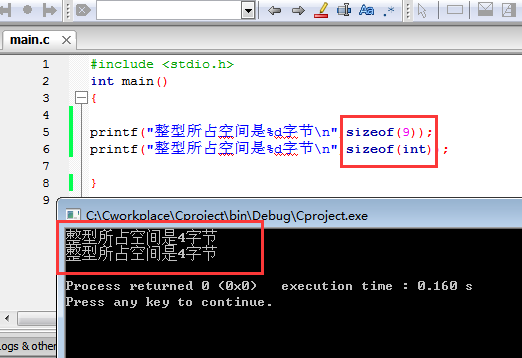 Aa .*
main.c
1 #include <stdio.h>
2 int main()
3 {
4
5 printf("整型所占空间是%d字节\n",sizeof(9));
6 printf("整型所占空间是%d字节\n",sizeof(int));
7
8 }
9
C:\Cworkplace\Cproject\bin\Debug\Cproject.exe
整型所占空间是4字节
整型所占空间是4字节
Process returned 0 (0x0) execution time : 0.160 s
Press any key to continue.
Logs & other